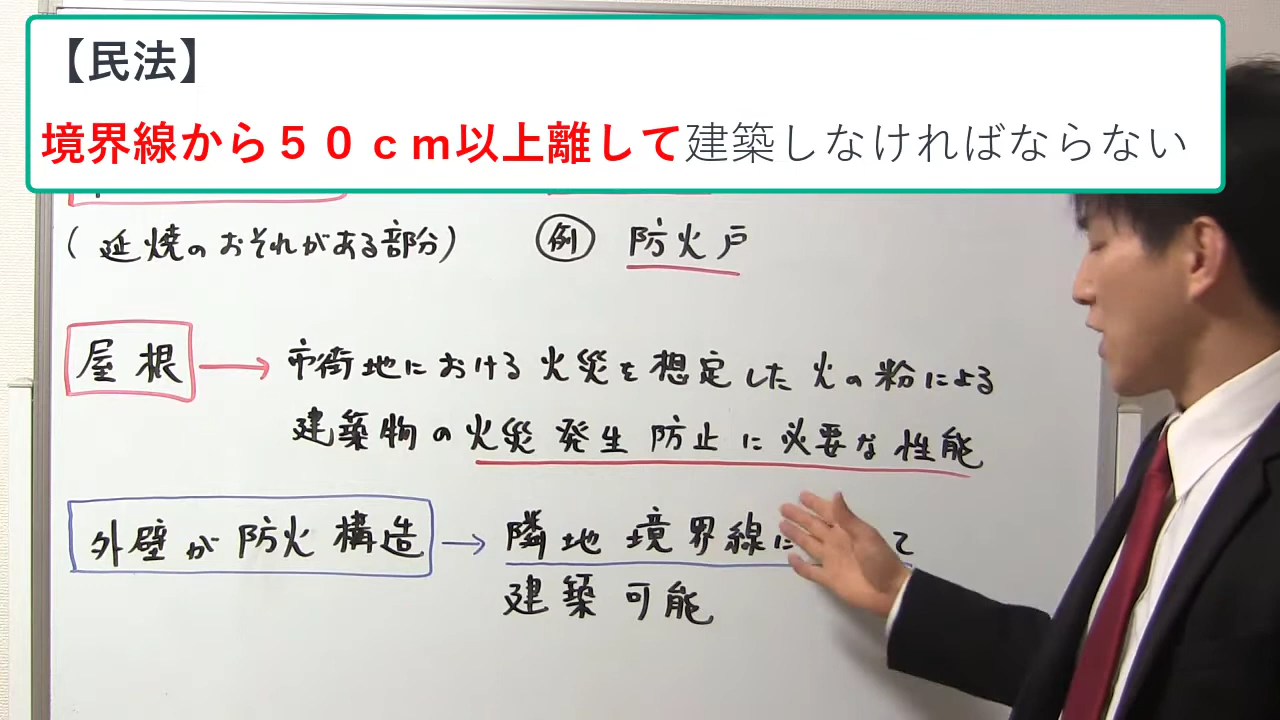 【民法】
境界線から５０ｃｍ以上離して建築しなければならない
(延焼のおそれがある部分)
例 防火戸
屋根 → 市街地における火災を想定した火の粉による
建築物の火災発生防止に必要な性能
外壁が防火構造 → 隣地境界線に て
建築可能